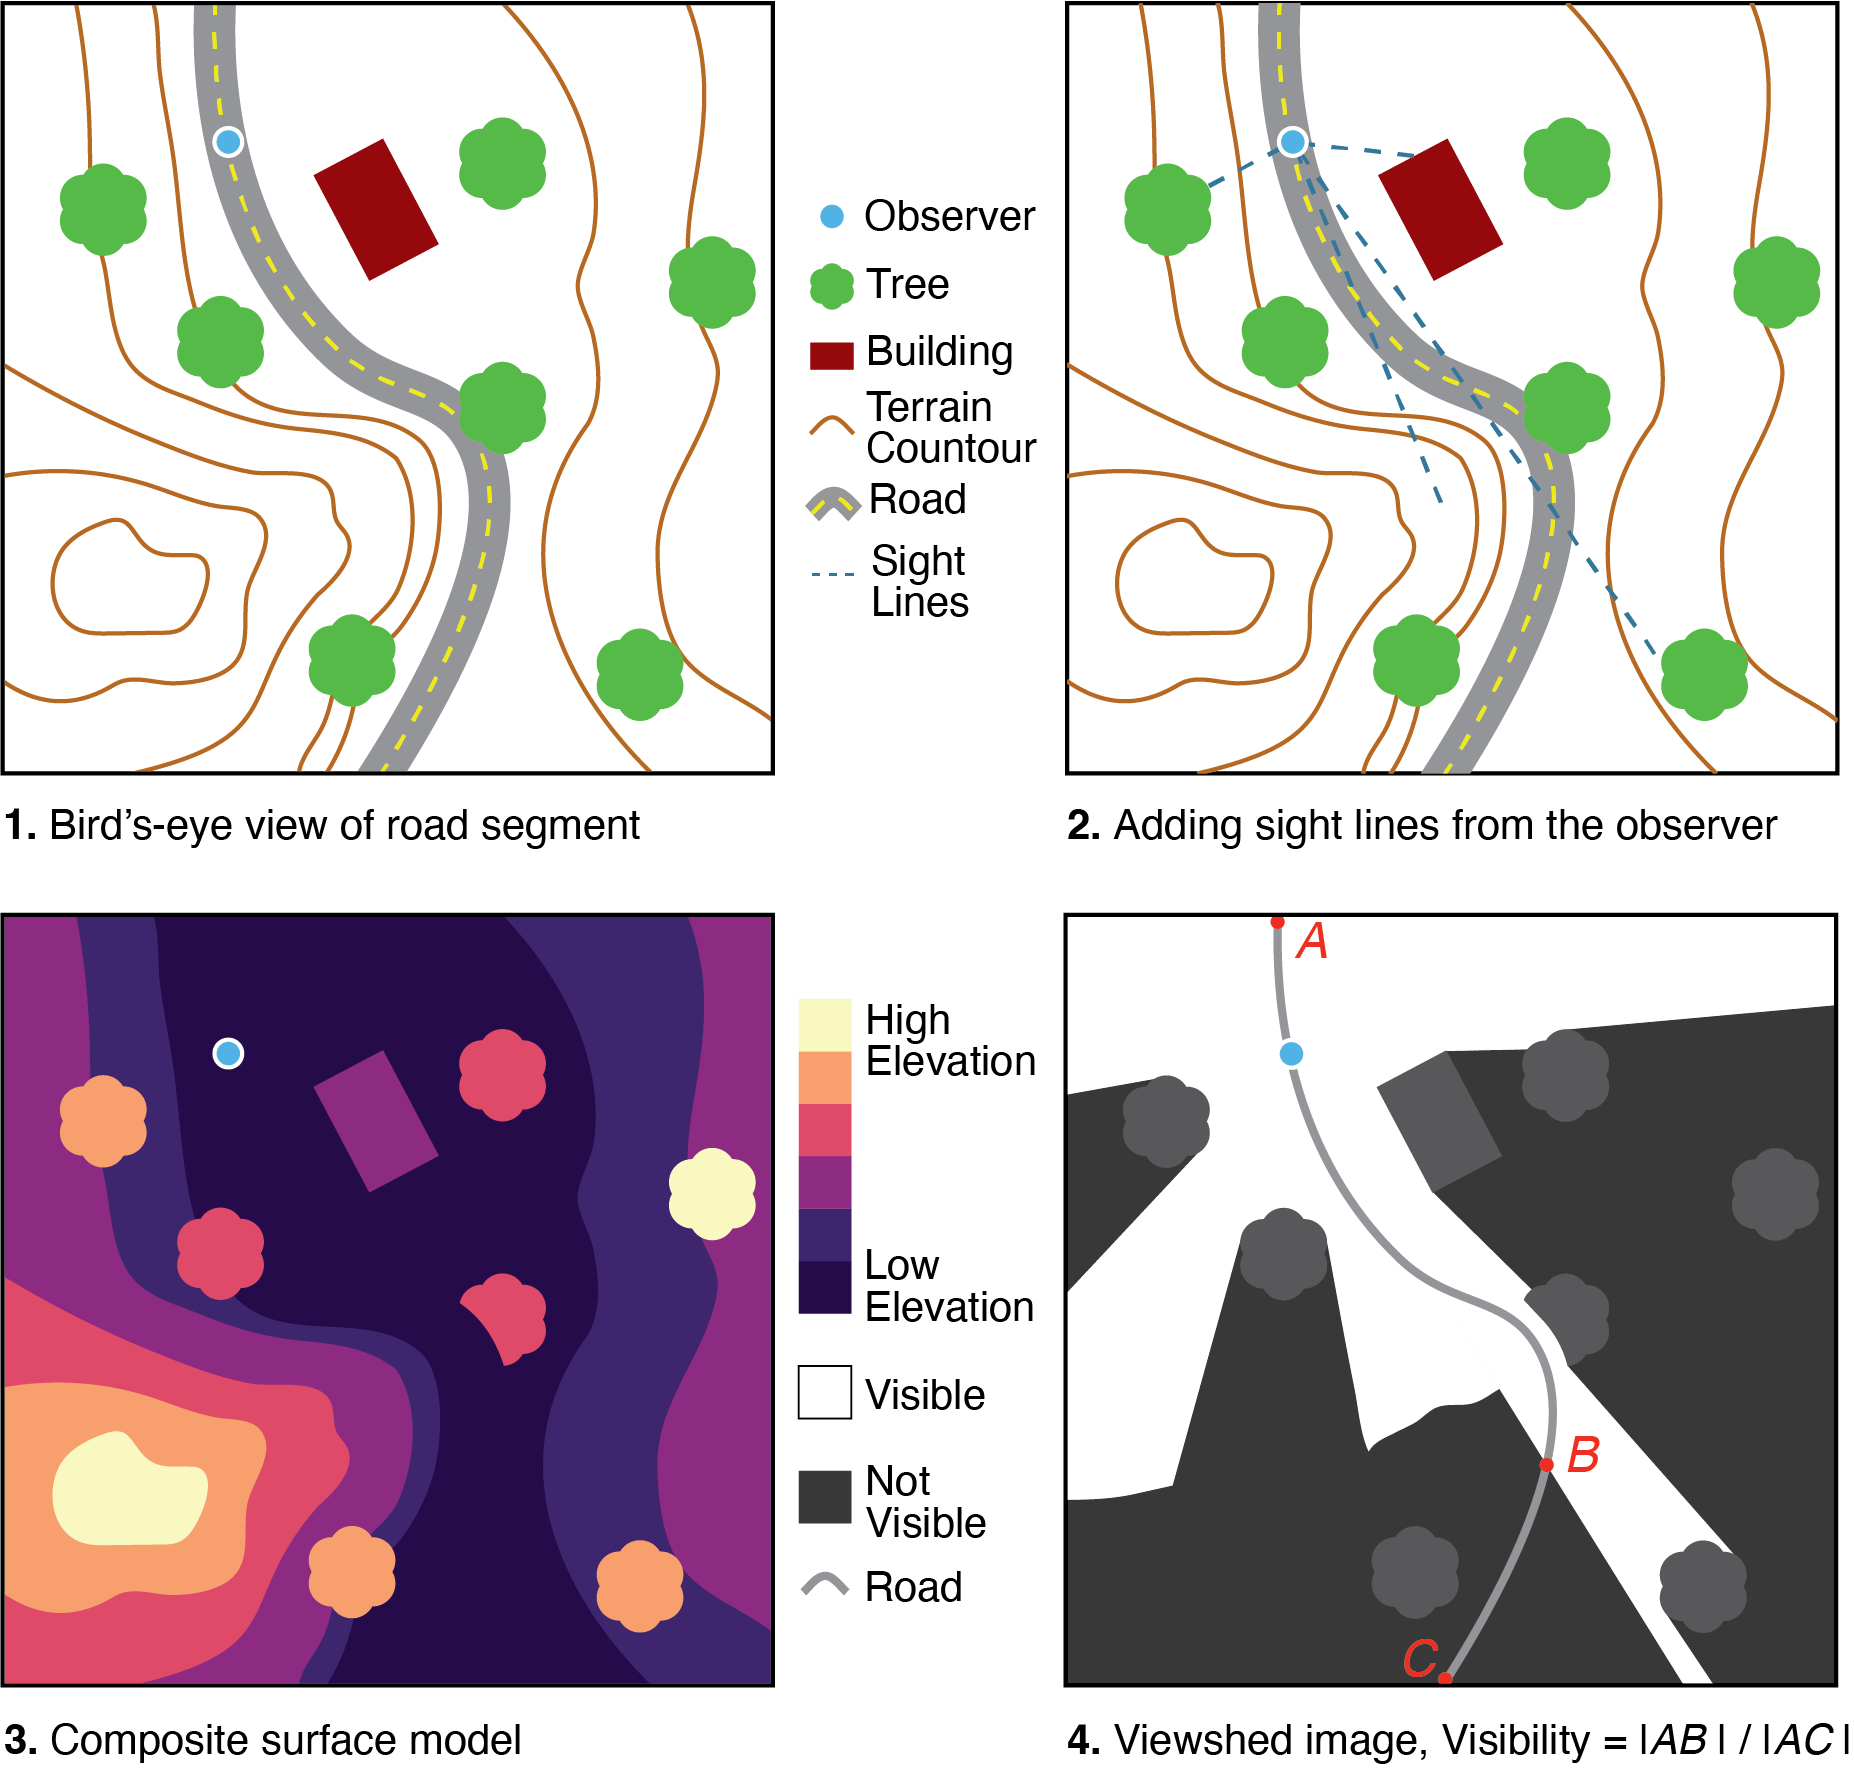 Observer
Tree
Building
Terrain
Countour
Road
Sight
Lines
1. Bird's-eye view of road segment
2. Adding sight lines from the observer
High
Elevation
Low
Elevation
Visible
Not
Visible
Road
A
B
C
3. Composite surface model
4. Viewshed image, Visibility = |AB| / |AC|